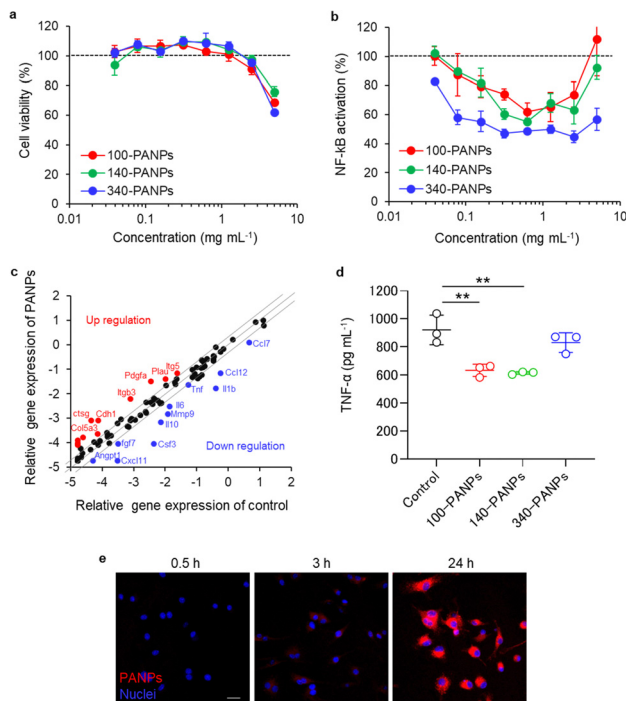 a
120
100
80
60
40
20
0
Cell viability (%)
100-PANPs
140-PANPs
340-PANPs
0.01
0.1
1
10
Concentration (mg mL⁻¹)
b
120
100
80
60
40
20
0
NF-kB activation (%)
100-PANPs
140-PANPs
340-PANPs
0.01
0.1
1
10
Concentration (mg mL⁻¹)
c
Relative gene expression of PANPs
2
1
0
-1
-2
-3
-4
-5
Up regulation
Ccl7
Itg5
Plau
Pdgfa
Ccl12
Tnf
Il1b
Itgb3
Il6
Mmp9
ctsg
Cdh1
Il10
Col5a3
Down regulation
fgf7
Csf3
Angpt1
Cxcl11
-5 -4 -3 -2 -1 0 1 2
Relative gene expression of control
d
TNF-α (pg mL⁻¹)
1200
1000
800
600
400
200
0
**
**
Control
100-PANPs
140-PANPs
340-PANPs
e
0.5 h
3 h
24 h
PANPs
Nuclei